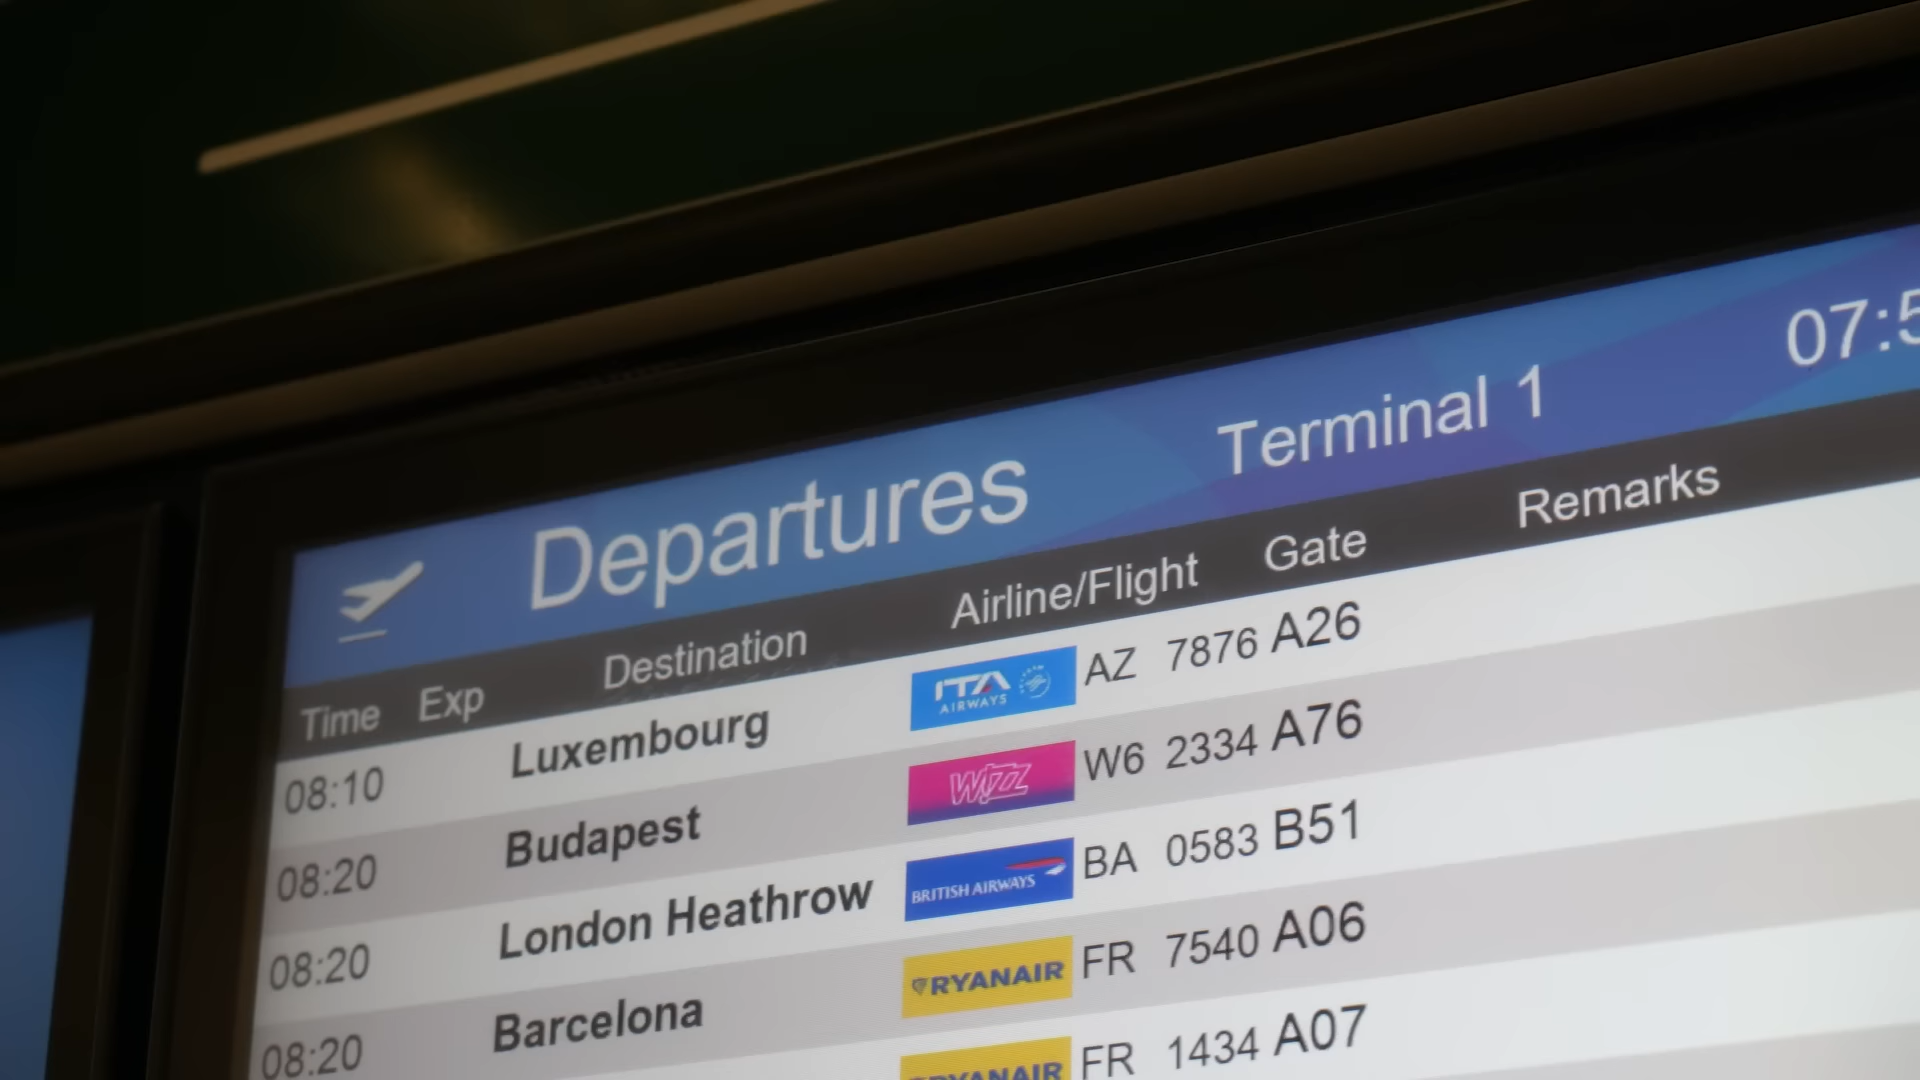 Departures Terminal 1 07:5
Time Exp Destination Airline/Flight Gate Remarks
08:10 Luxembourg ITA AIRWAYS AZ 7876 A26
08:20 Budapest WIZZ W6 2334 A76
08:20 London Heathrow BRITISH AIRWAYS BA 0583 B51
08:20 Barcelona RYANAIR FR 7540 A06
RYANAIR FR 1434 A07